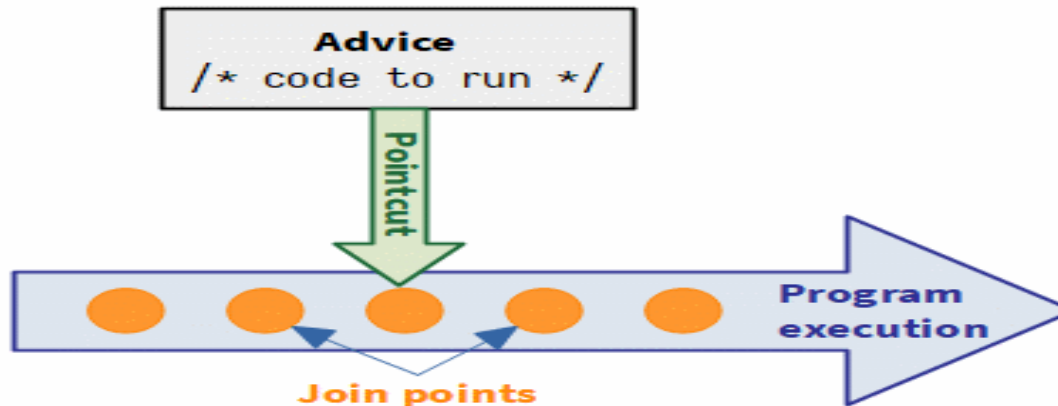 Advice
/* code to run */
Pointcut
Program
execution
Join points